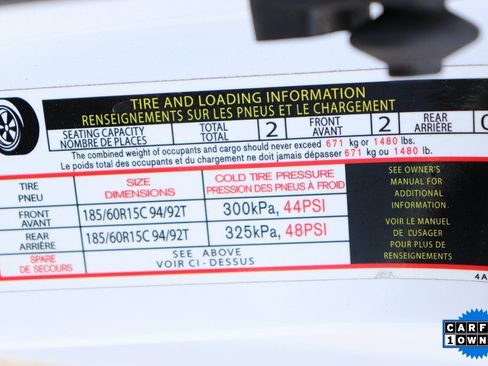 TIRE AND LOADING INFORMATION
RENSEIGNEMENTS SUR LES PNEUS ET LE CHARGEMENT
SEATING CAPACITY TOTAL 2 FRONT 2 REAR
NOMBRE DE PLACES TOTAL AVANT ARRIÈRE
The combined weight of occupants and cargo should never exceed 671 kg or 1480 lbs.
Le poids total des occupants et du chargement ne doit jamais dépasser 671 kg ou 1480 lb.
TIRE SIZE COLD TIRE PRESSURE
PNEU DIMENSIONS PRESSION DES PNEUS À FROID
FRONT
AVANT 185/60R15C 94/92T 300kPa, 44PSI
REAR
ARRIÈRE 185/60R15C 94/92T 325kPa, 48PSI
SPARE SEE ABOVE
DE SECOURS VOIR CI-DESSUS
SEE OWNER'S
MANUAL FOR
ADDITIONAL
INFORMATION
VOIR LE MANUEL
DE L'USAGER
POUR PLUS DE
RENSEIGNEMENTS
4A
CARF
1 OWN